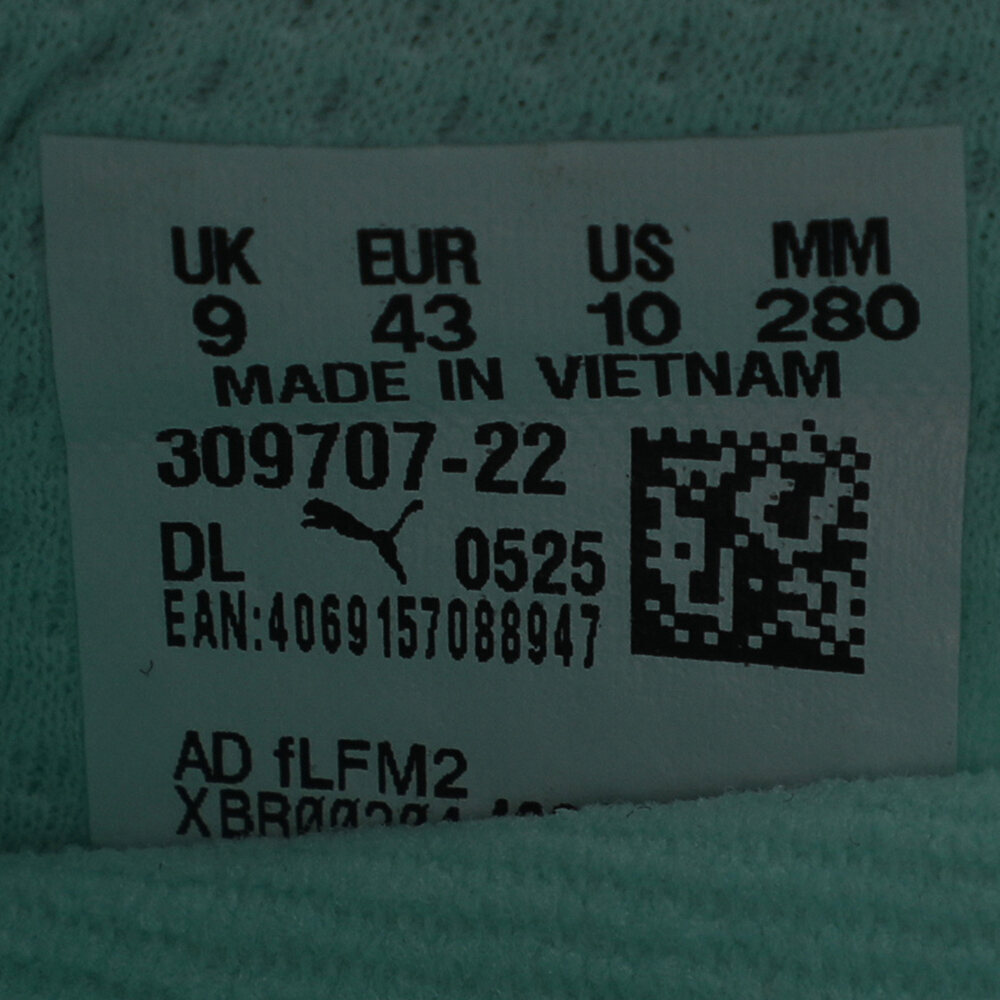 UK EUR US MM
9 43 10 280
MADE IN VIETNAM
309707-22
DL 0525
EAN:4069157088947
AD fLFM2